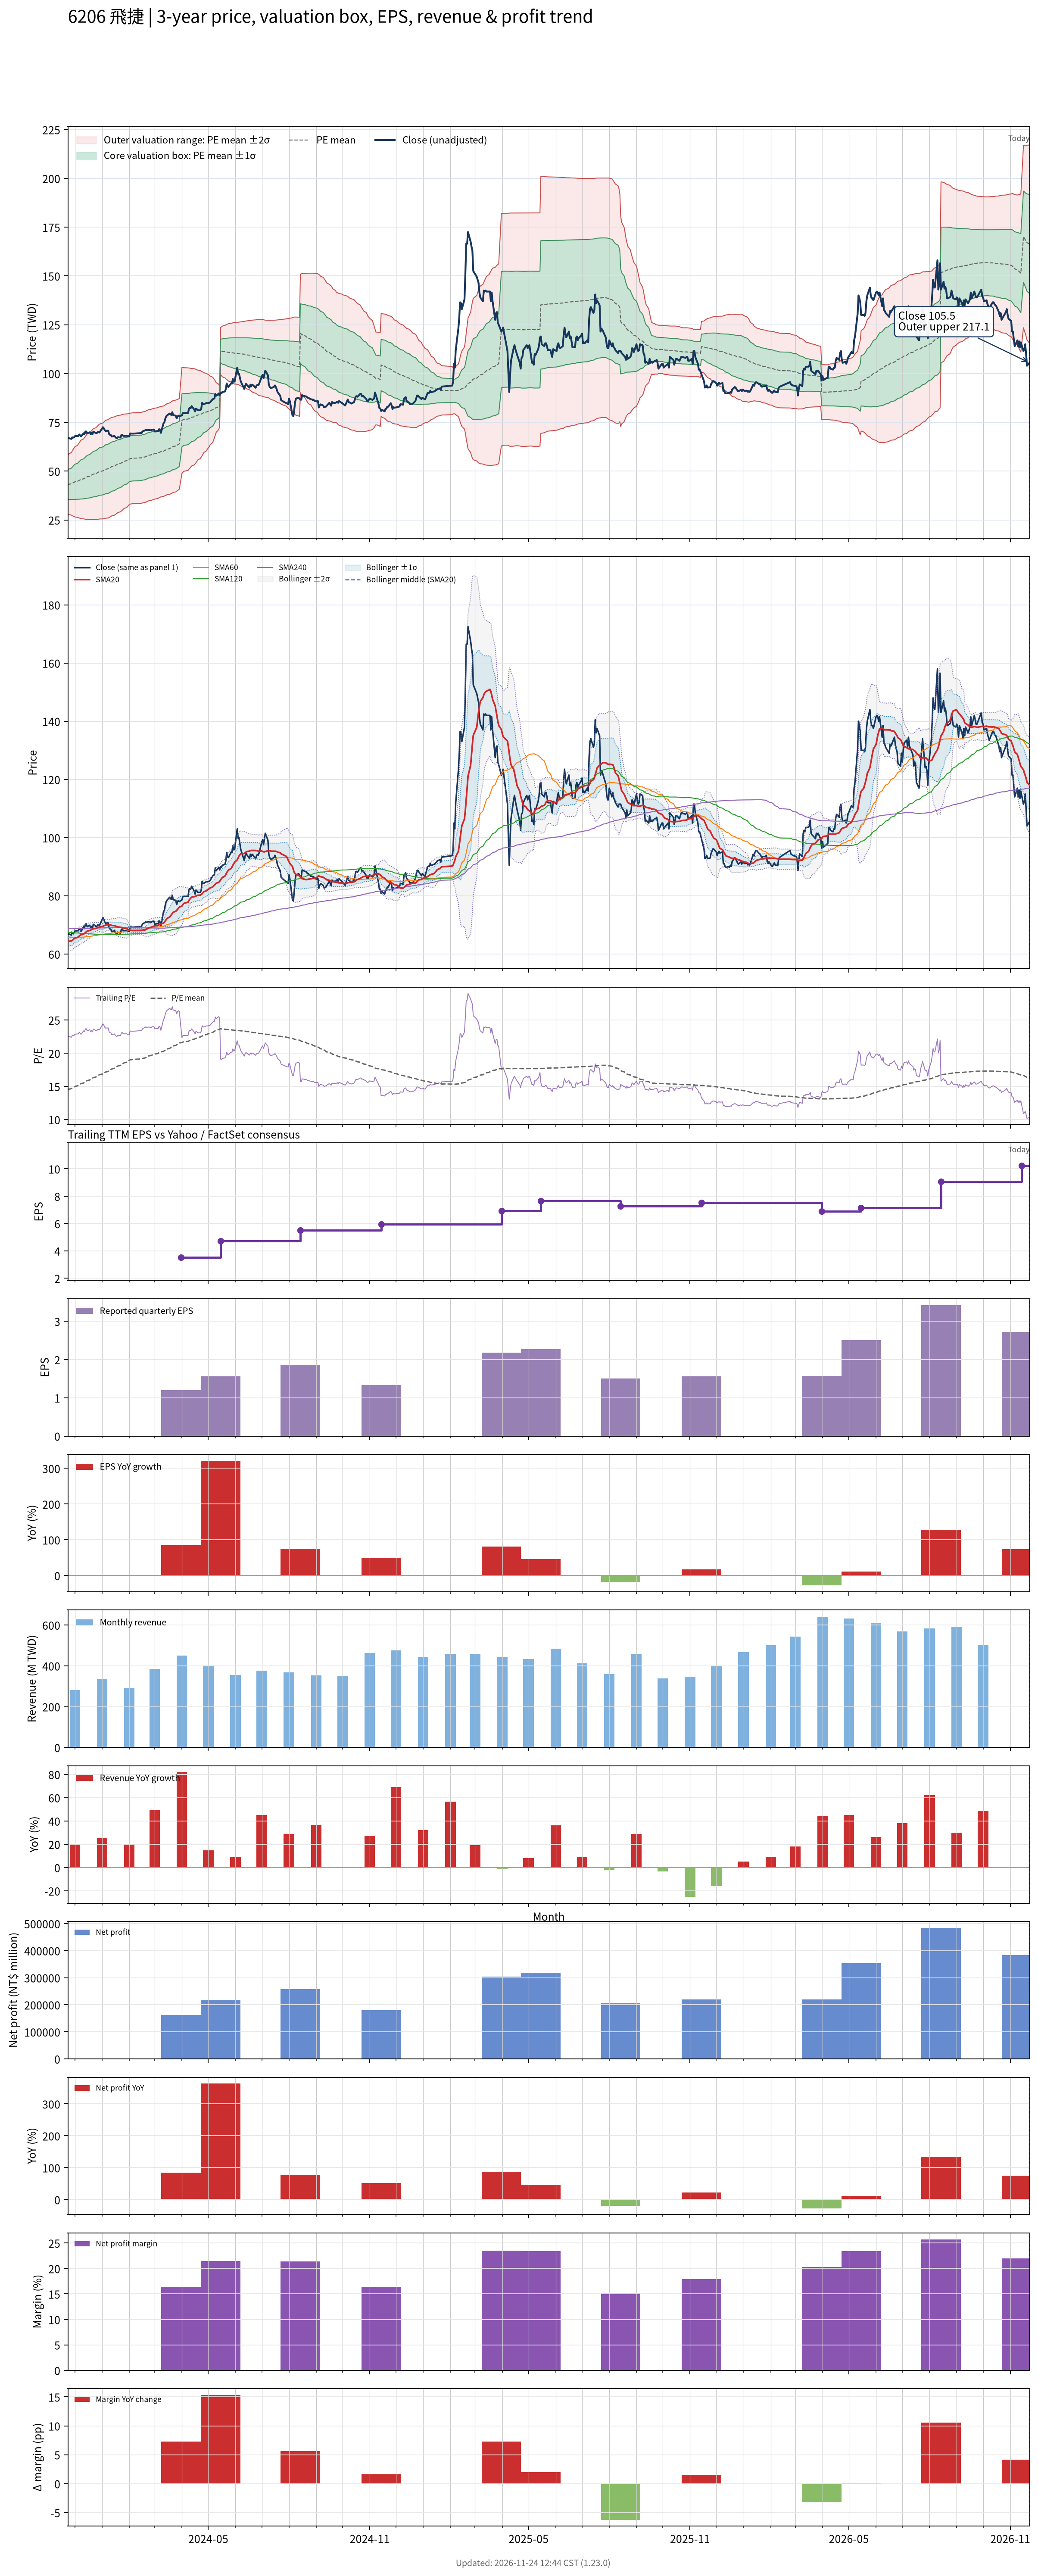 6206 飛捷 | 3-year price, valuation box, EPS, revenue & profit trend
Outer valuation range: PE mean ±2σ
PE mean
Close (unadjusted)
Core valuation box: PE mean ±1σ
Today
225
200
175
150
125
100
75
50
25
Price (TWD)
Close 105.5
Outer upper 217.1
Close (same as panel 1)
SMA60
SMA240
Bollinger ±1σ
SMA20
SMA120
Bollinger ±2σ
Bollinger middle (SMA20)
180
160
140
120
100
80
60
Price
Trailing P/E
P/E mean
25
20
15
10
P/E
Trailing TTM EPS vs Yahoo / FactSet consensus
Today
10
8
6
4
2
EPS
Reported quarterly EPS
3
2
1
0
EPS
EPS YoY growth
300
200
100
0
YoY (%)
Monthly revenue
600
400
200
0
Revenue (M TWD)
Revenue YoY growth
80
60
40
20
0
-20
YoY (%)
Month
Net profit
500000
400000
300000
200000
100000
0
Net profit (NT$ million)
Net profit YoY
300
200
100
0
YoY (%)
Net profit margin
25
20
15
10
5
0
Margin (%)
Margin YoY change
15
10
5
0
-5
Δ margin (pp)
2024-05
2024-11
2025-05
2025-11
2026-05
2026-11
Updated: 2026-11-24 12:44 CST (1.23.0)